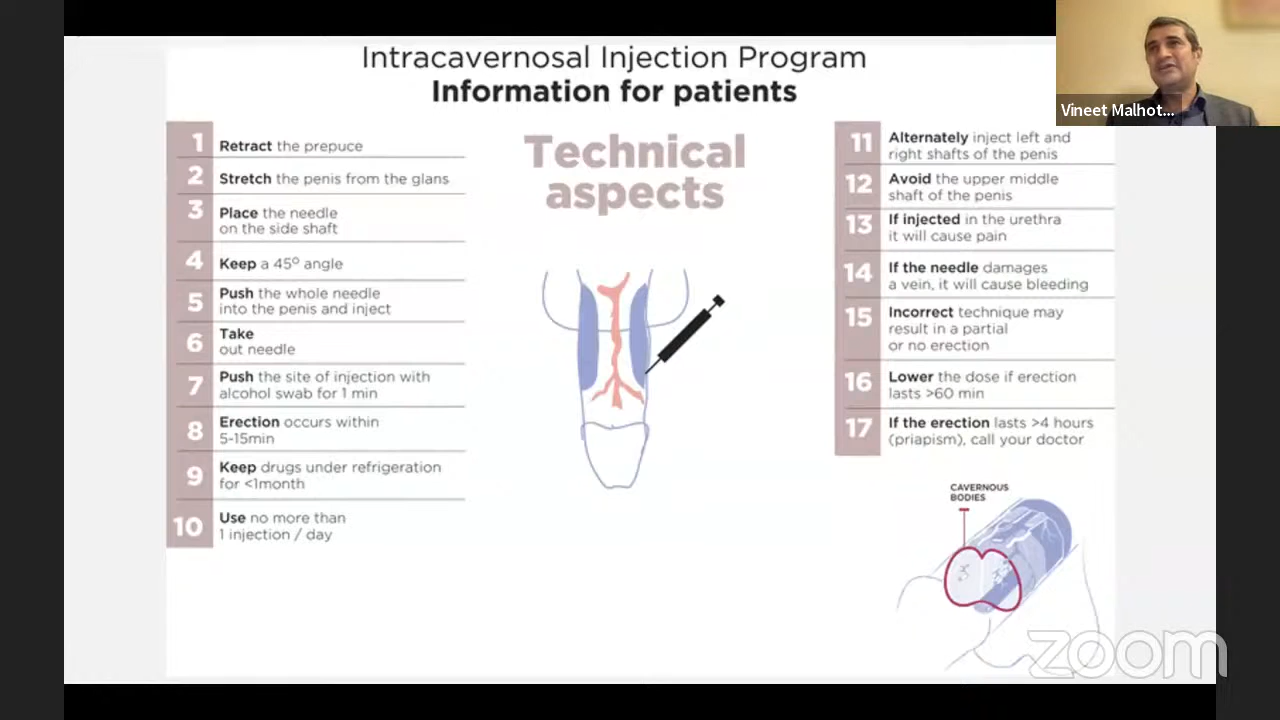 Intracavernosal Injection Program
Information for patients
Technical
aspects
1
Retract the prepuce
2
Stretch the penis from the glans
3
Place the needle
on the side shaft
4
Keep a 45º angle
5
Push the whole needle
into the penis and inject
6
Take
out needle
7
Push the site of injection with
alcohol swab for 1 min
8
Erection occurs within
5-15min
9
Keep drugs under refrigeration
for <1month
10
Use no more than
1 injection / day
11
Alternately inject left and
right shafts of the penis
12
Avoid the upper middle
shaft of the penis
13
If injected in the urethra
it will cause pain
14
If the needle damages
a vein, it will cause bleeding
15
Incorrect technique may
result in a partial
or no erection
16
Lower the dose if erection
lasts >60 min
17
If the erection lasts >4 hours
(priapism), call your doctor
CAVERNOUS
BODIES
Vineet Malhot...
zoom